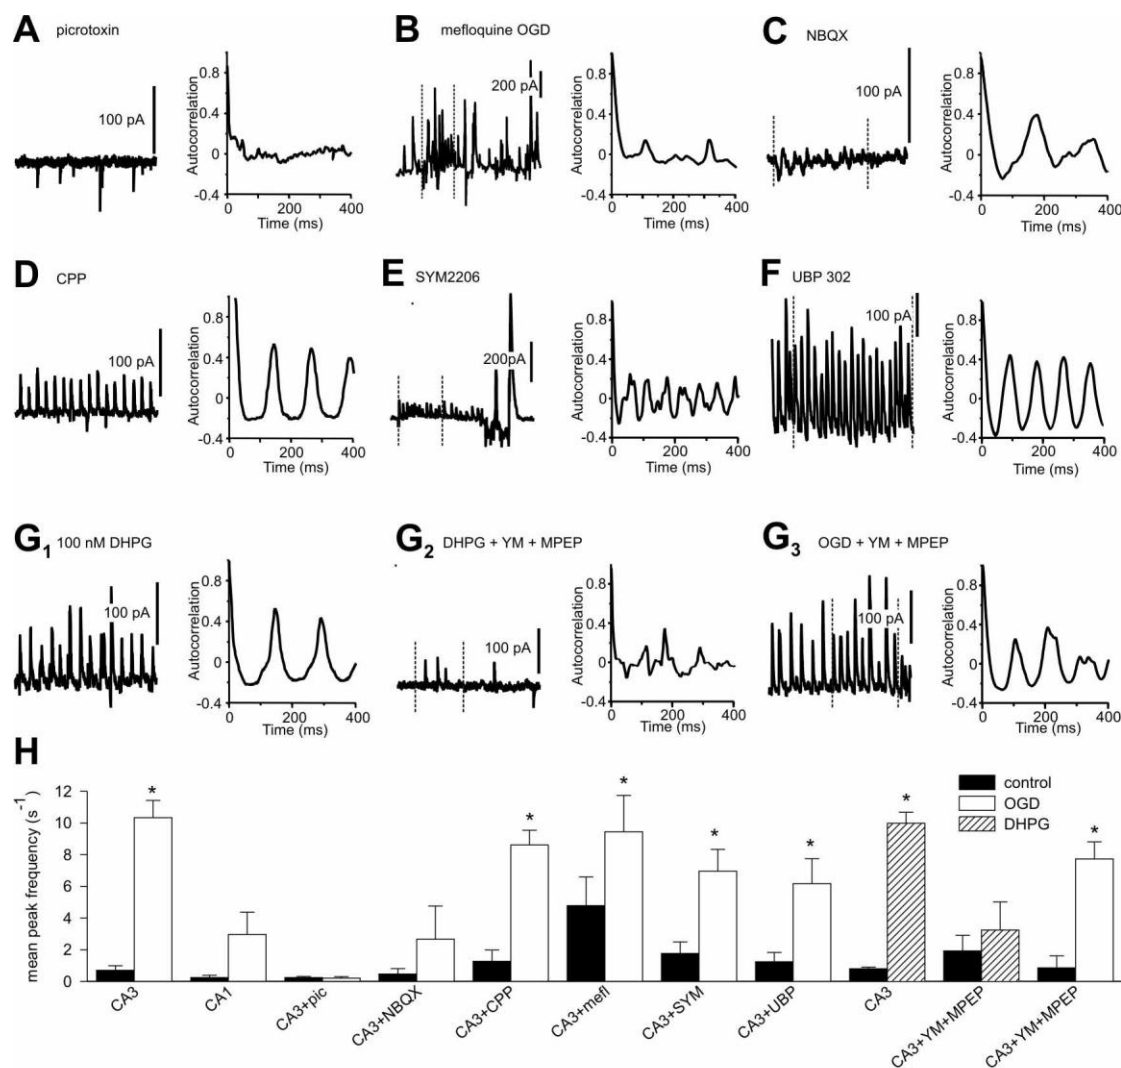 A picrotoxin
B mefloquine OGD
C NBQX
100 pA
Autocorrelation
0.8
0.4
0
-0.4
0 200 400
Time (ms)
200 pA
Autocorrelation
0.8
0.4
0
-0.4
0 200 400
Time (ms)
100 pA
Autocorrelation
0.8
0.4
0
-0.4
0 200 400
Time (ms)
D CPP
E SYM2206
F UBP 302
100 pA
Autocorrelation
0.8
0.4
0
-0.4
0 200 400
Time (ms)
200pA
Autocorrelation
0.8
0.4
0
-0.4
0 200 400
Time (ms)
100 pA
Autocorrelation
0.8
0.4
0
-0.4
0 200 400
Time (ms)
G1 100 nM DHPG
G2 DHPG + YM + MPEP
G3 OGD + YM + MPEP
100 pA
Autocorrelation
0.8
0.4
0
-0.4
0 200 400
Time (ms)
100 pA
Autocorrelation
0.8
0.4
0
-0.4
0 200 400
Time (ms)
100 pA
Autocorrelation
0.8
0.4
0
-0.4
0 200 400
Time (ms)
H
mean peak frequency (s-1)
12
10
8
6
4
2
0
* * * * * * *
control
OGD
DHPG
CA3
CA1
CA3+pic
CA3+NBQX
CA3+CPP
CA3+mefl
CA3+SYM
CA3+UBP
CA3
CA3+YM+MPEP
CA3+YM+MPEP